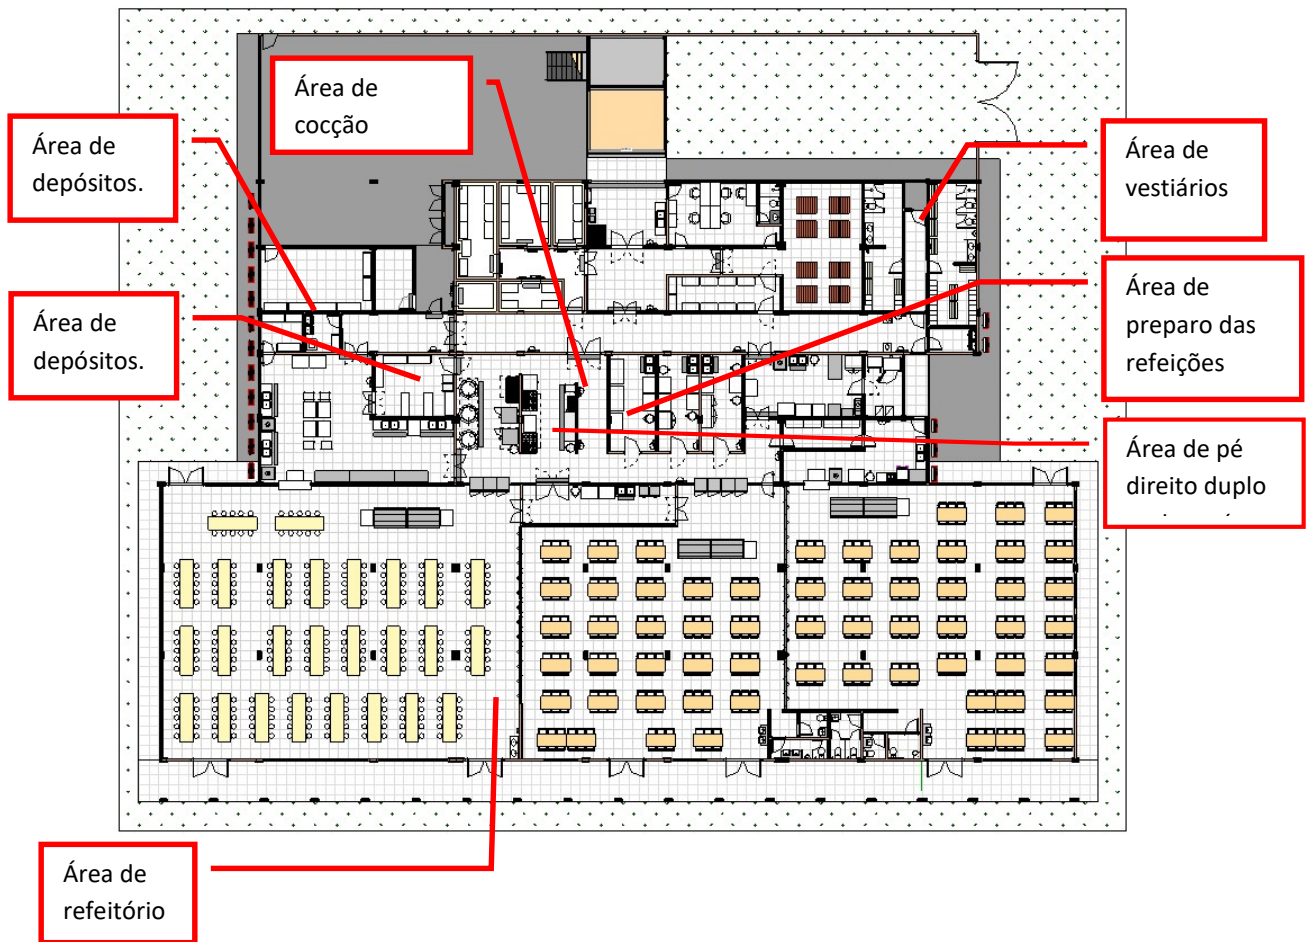 Área de
cocção
Área de
depósitos.
Área de
vestiários
Área de
preparo das
refeições
Área de
depósitos.
Área de pé
direito duplo
Área de
refeitório